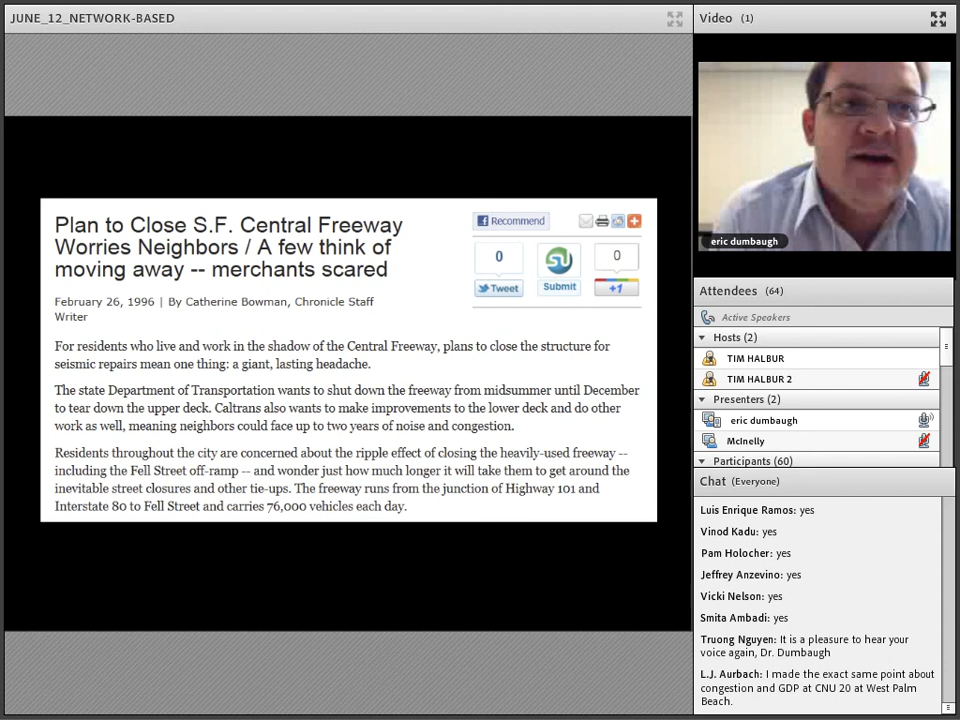 JUNE_12_NETWORK-BASED
Plan to Close S.F. Central Freeway
Worries Neighbors / A few think of
moving away -- merchants scared
February 26, 1996 | By Catherine Bowman, Chronicle Staff
Writer
Recommend
0
0
Tweet
Submit
+1
For residents who live and work in the shadow of the Central Freeway, plans to close the structure for
seismic repairs mean one thing: a giant, lasting headache.
The state Department of Transportation wants to shut down the freeway from midsummer until December
to tear down the upper deck. Caltrans also wants to make improvements to the lower deck and do other
work as well, meaning neighbors could face up to two years of noise and congestion.
Residents throughout the city are concerned about the ripple effect of closing the heavily-used freeway --
including the Fell Street off-ramp -- and wonder just how much longer it will take them to get around the
inevitable street closures and other tie-ups. The freeway runs from the junction of Highway 101 and
Interstate 80 to Fell Street and carries 76,000 vehicles each day.
Video (1)
eric dumbaugh
Attendees (64)
Active Speakers
Hosts (2)
TIM HALBUR
TIM HALBUR 2
Presenters (2)
eric dumbaugh
McInelly
Participants (60)
Chat (Everyone)
Luis Enrique Ramos: yes
Vinod Kadu: yes
Pam Holocher: yes
Jeffrey Anzevino: yes
Vicki Nelson: yes
Smita Ambadi: yes
Truong Nguyen: It is a pleasure to hear your
voice again, Dr. Dumbaugh
L.J. Aurbach: I made the exact same point about
congestion and GDP at CNU 20 at West Palm
Beach.